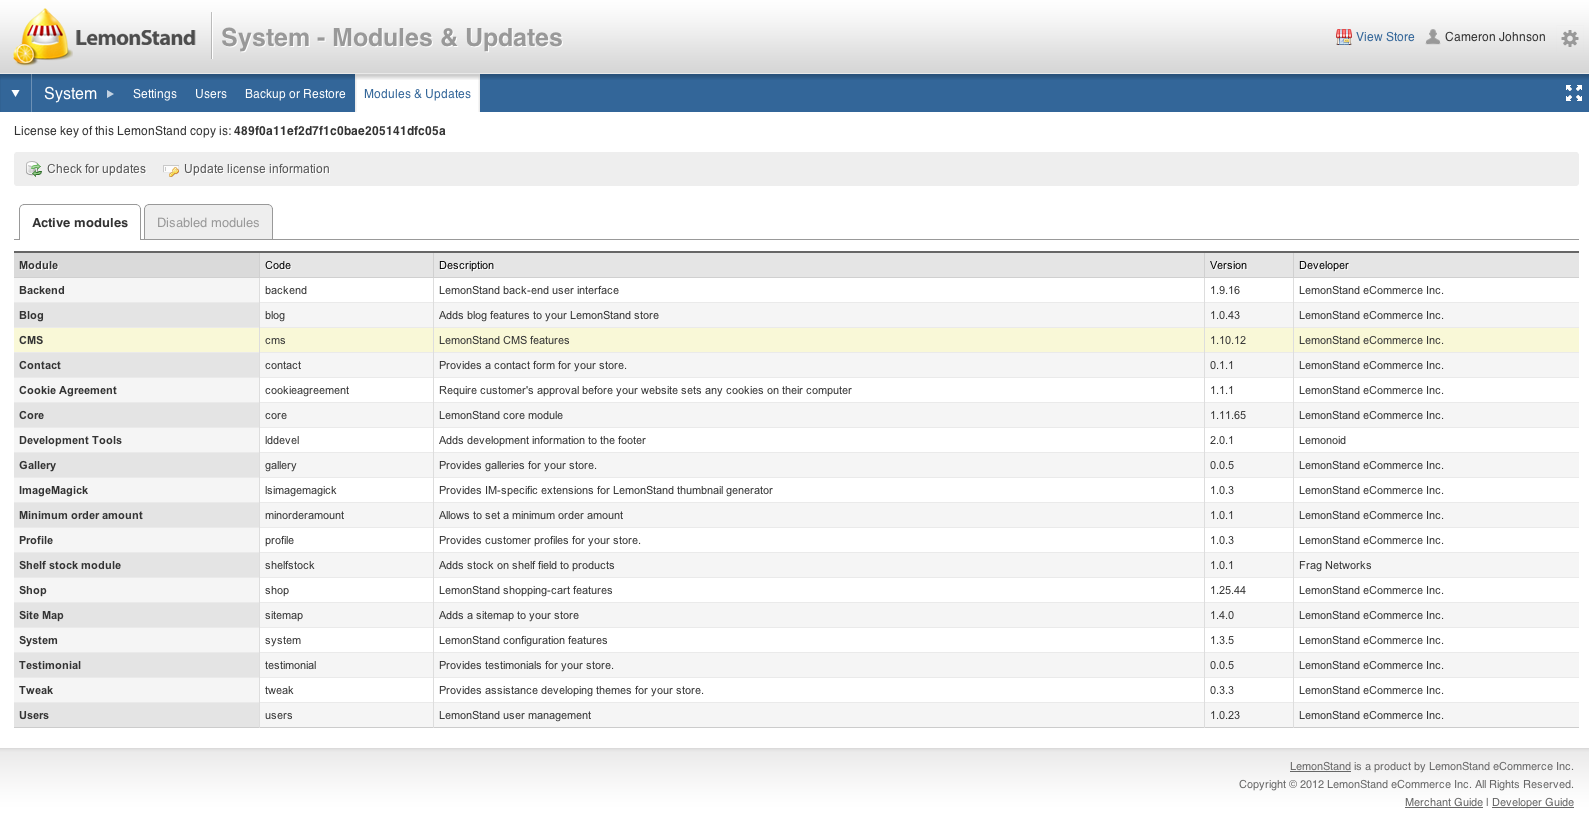 LemonStand System - Modules & Updates View Store Cameron Johnson
System Settings Users Backup or Restore Modules & Updates
License key of this LemonStand copy is: 489f0a11ef2d7f1c0bae205141dfc05a
Check for updates Update license information
Active modules Disabled modules
Module Code Description Version Developer
Backend backend LemonStand back-end user interface 1.9.16 LemonStand eCommerce Inc.
Blog blog Adds blog features to your LemonStand store 1.0.43 LemonStand eCommerce Inc.
CMS cms LemonStand CMS features 1.10.12 LemonStand eCommerce Inc.
Contact contact Provides a contact form for your store. 0.1.1 LemonStand eCommerce Inc.
Cookie Agreement cookieagreement Require customer's approval before your website sets any cookies on their computer 1.1.1 LemonStand eCommerce Inc.
Core core LemonStand core module 1.11.65 LemonStand eCommerce Inc.
Development Tools lddevel Adds development information to the footer 2.0.1 Lemonoid
Gallery gallery Provides galleries for your store. 0.0.5 LemonStand eCommerce Inc.
ImageMagick lsimagemagick Provides IM-specific extensions for LemonStand thumbnail generator 1.0.3 LemonStand eCommerce Inc.
Minimum order amount minorderamount Allows to set a minimum order amount 1.0.1 LemonStand eCommerce Inc.
Profile profile Provides customer profiles for your store. 1.0.3 LemonStand eCommerce Inc.
Shelf stock module shelfstock Adds stock on shelf field to products 1.0.1 Frag Networks
Shop shop LemonStand shopping-cart features 1.25.44 LemonStand eCommerce Inc.
Site Map sitemap Adds a sitemap to your store 1.4.0 LemonStand eCommerce Inc.
System system LemonStand configuration features 1.3.5 LemonStand eCommerce Inc.
Testimonial testimonial Provides testimonials for your store. 0.0.5 LemonStand eCommerce Inc.
Tweak tweak Provides assistance developing themes for your store. 0.3.3 LemonStand eCommerce Inc.
Users users LemonStand user management 1.0.23 LemonStand eCommerce Inc.
LemonStand is a product by LemonStand eCommerce Inc.
Copyright © 2012 LemonStand eCommerce Inc. All Rights Reserved.
Merchant Guide | Developer Guide